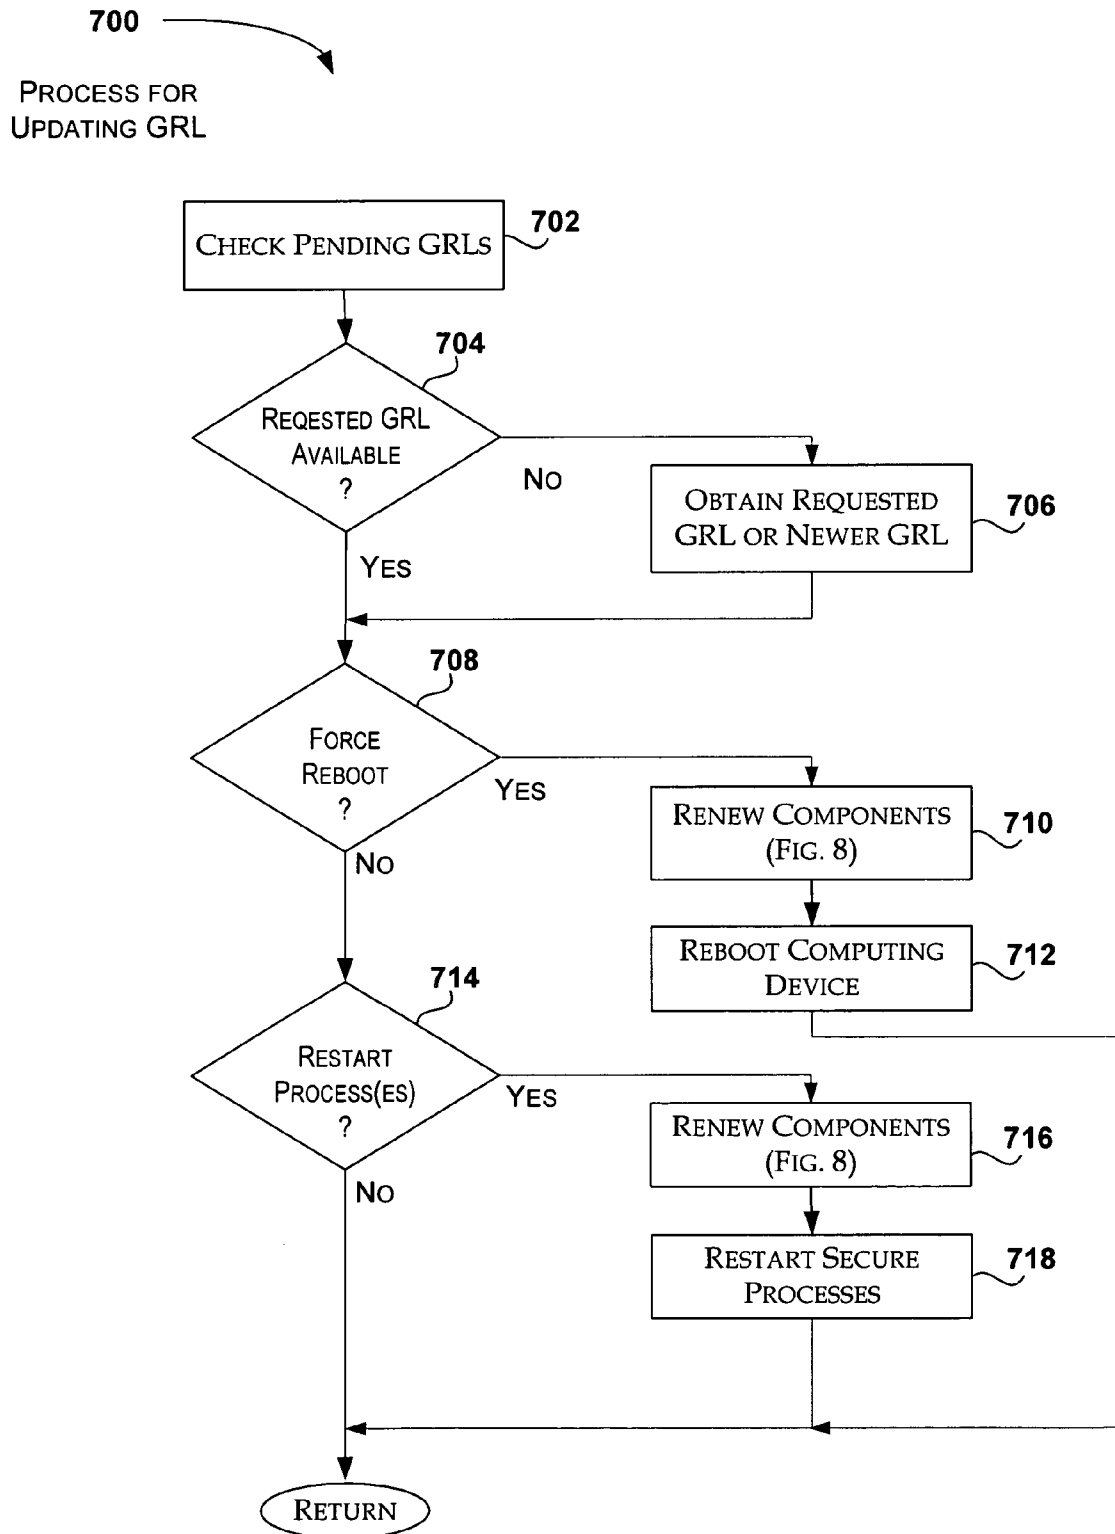 700
PROCESS FOR
UPDATING GRL
CHECK PENDING GRLS
702
704
REQESTED GRL
AVAILABLE
?
NO
YES
OBTAIN REQUESTED
GRL OR NEWER GRL
706
708
FORCE
REBOOT
?
YES
NO
RENEW COMPONENTS
(FIG. 8)
710
REBOOT COMPUTING
DEVICE
712
714
RESTART
PROCESS(ES)
?
YES
NO
RENEW COMPONENTS
(FIG. 8)
716
RESTART SECURE
PROCESSES
718
RETURN